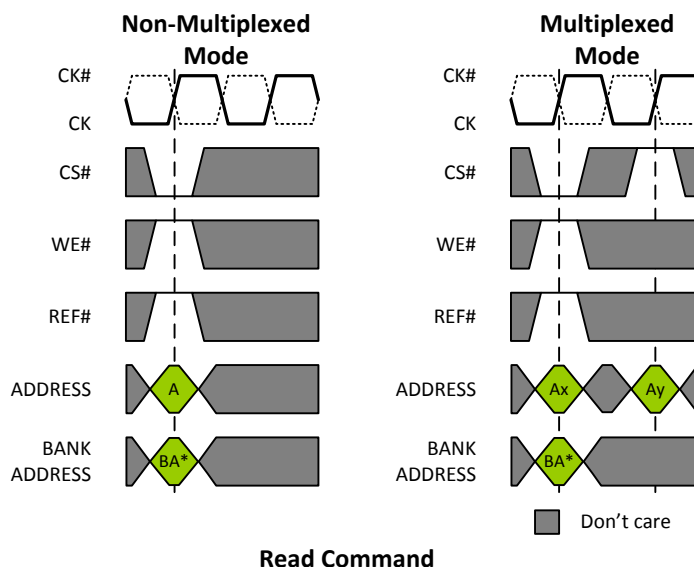 Non-Multiplexed
Mode
CK#
CK
CS#
WE#
REF#
ADDRESS
A
BANK
ADDRESS
BA*
Multiplexed
Mode
CK#
CK
CS#
WE#
REF#
ADDRESS
Ax
Ay
BANK
ADDRESS
BA*
Don't care
Read Command